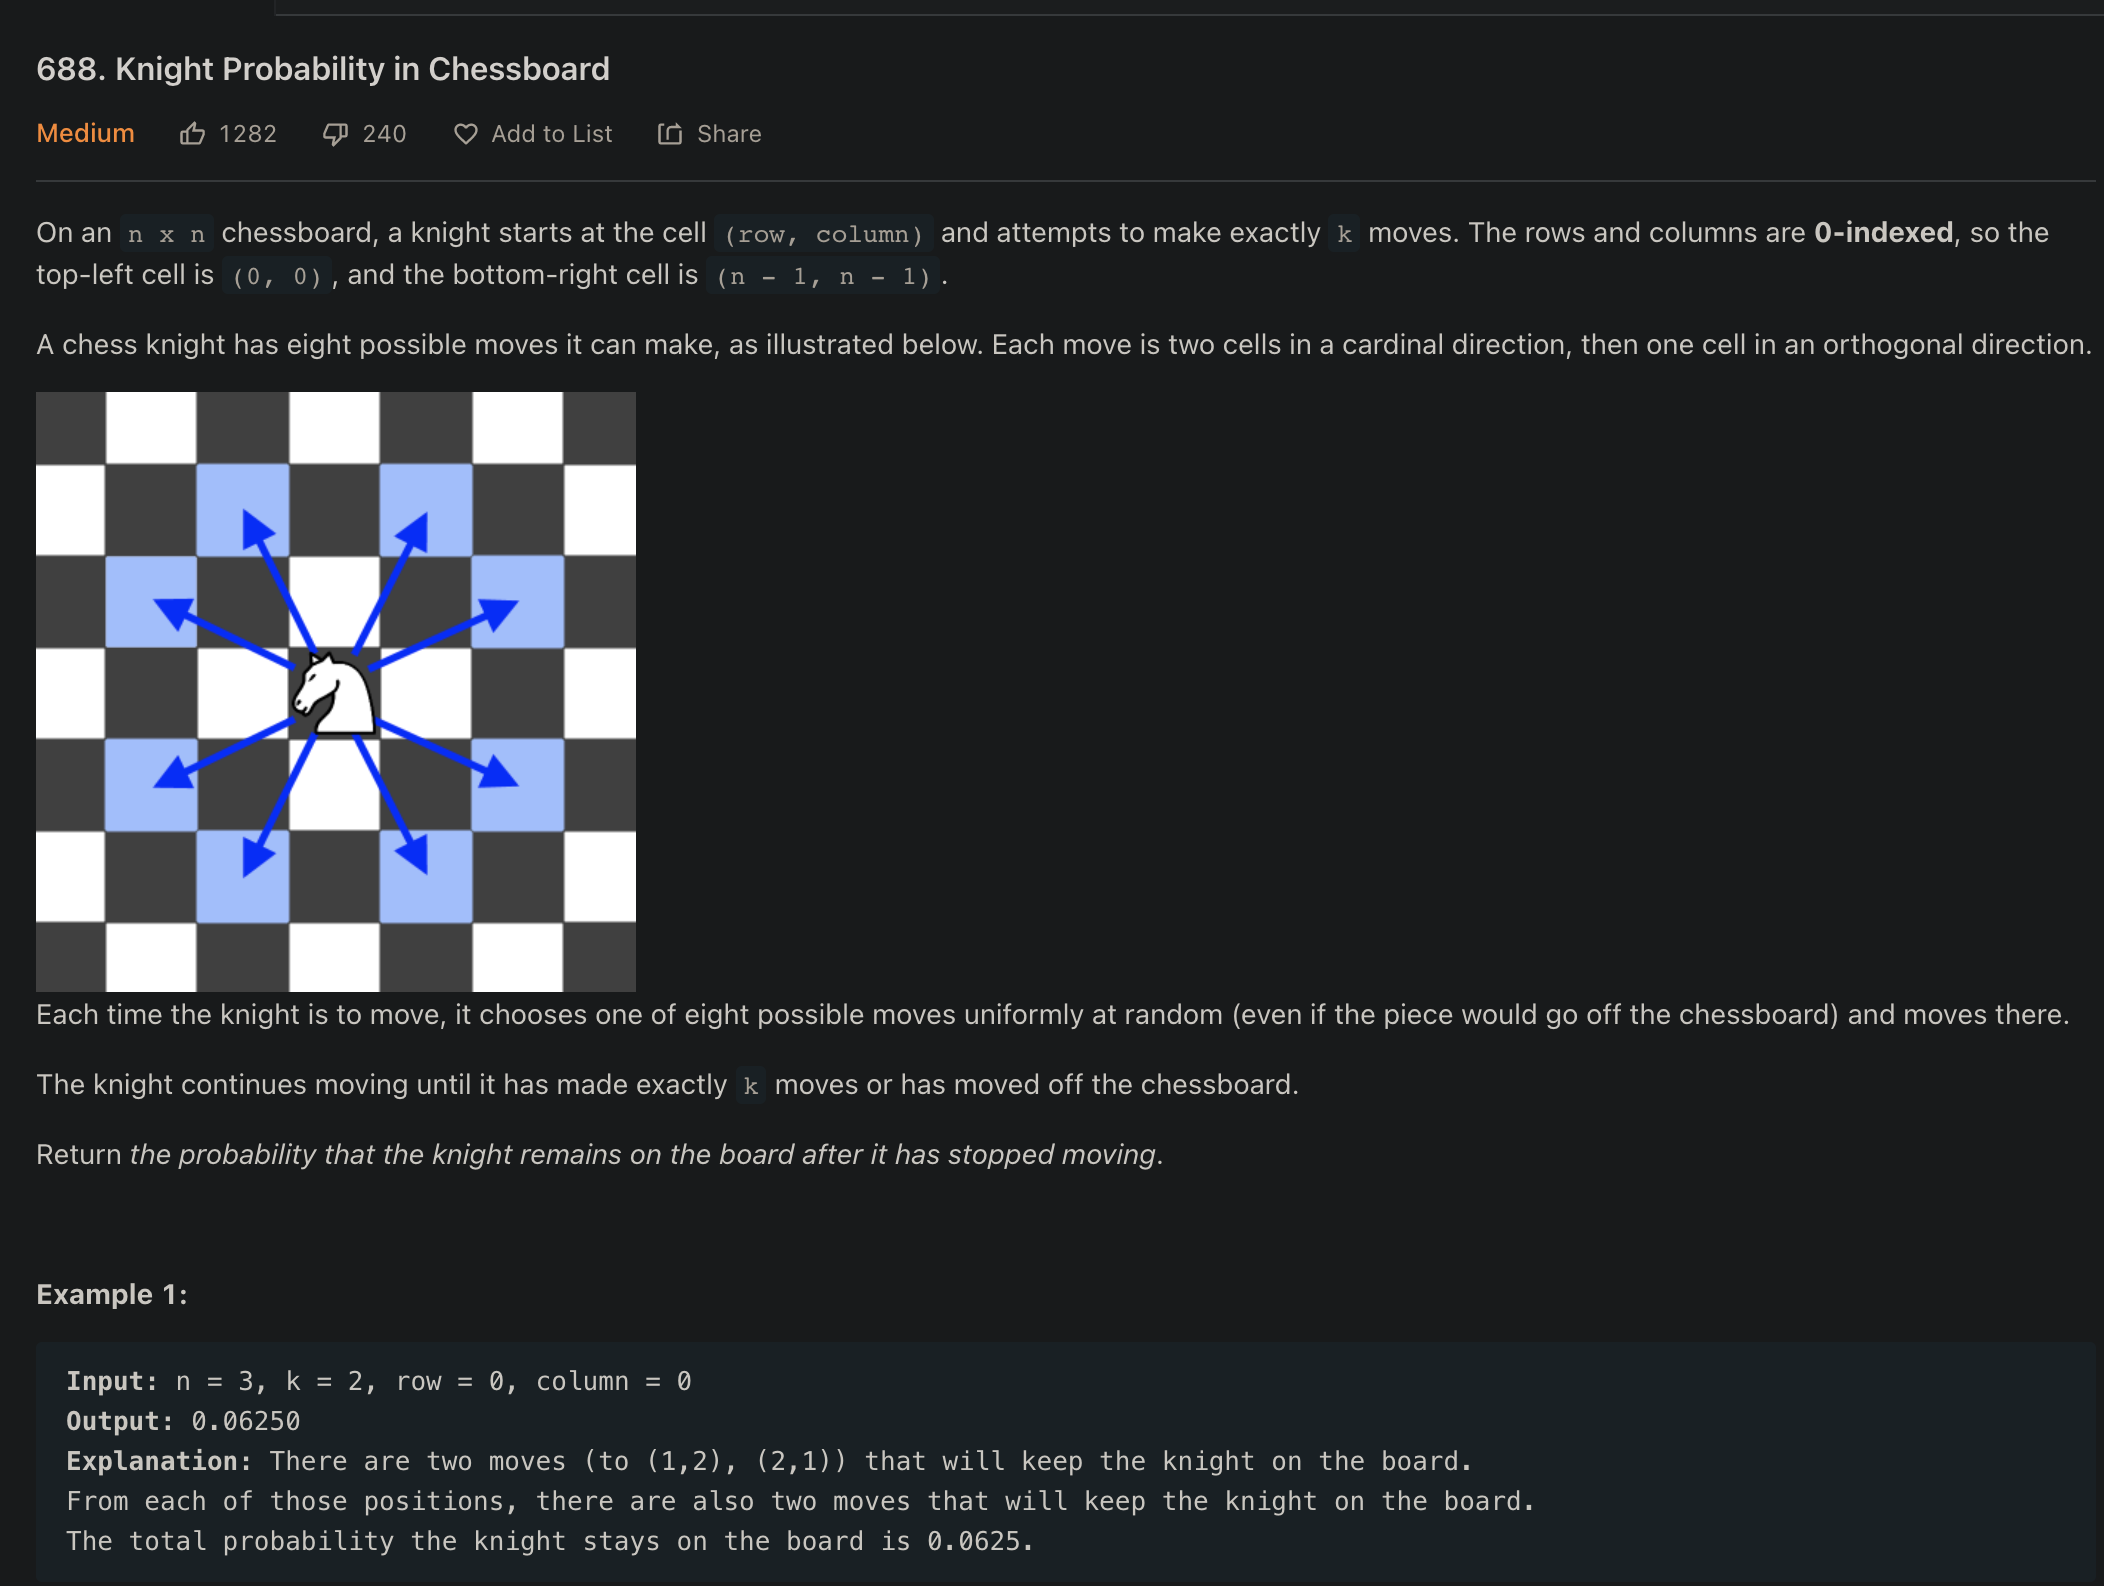 688. Knight Probability in Chessboard
Medium 1282 240 Add to List Share
On an n x n chessboard, a knight starts at the cell (row, column) and attempts to make exactly k moves. The rows and columns are 0-indexed, so the
top-left cell is (0, 0), and the bottom-right cell is (n - 1, n - 1).
A chess knight has eight possible moves it can make, as illustrated below. Each move is two cells in a cardinal direction, then one cell in an orthogonal direction.
Each time the knight is to move, it chooses one of eight possible moves uniformly at random (even if the piece would go off the chessboard) and moves there.
The knight continues moving until it has made exactly k moves or has moved off the chessboard.
Return the probability that the knight remains on the board after it has stopped moving.
Example 1:
Input: n = 3, k = 2, row = 0, column = 0
Output: 0.06250
Explanation: There are two moves (to (1,2), (2,1)) that will keep the knight on the board.
From each of those positions, there are also two moves that will keep the knight on the board.
The total probability the knight stays on the board is 0.0625.